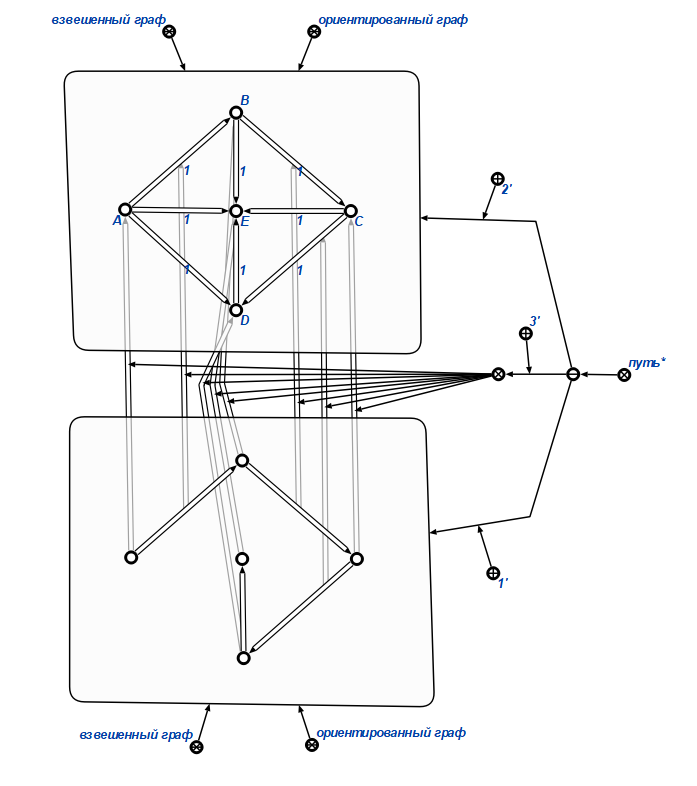 взвешенный граф
ориентированный граф
B
1
1
1
2'
A
1
E
1
C
1
1
1
D
3'
путь*
1'
взвешенный граф
ориентированный граф